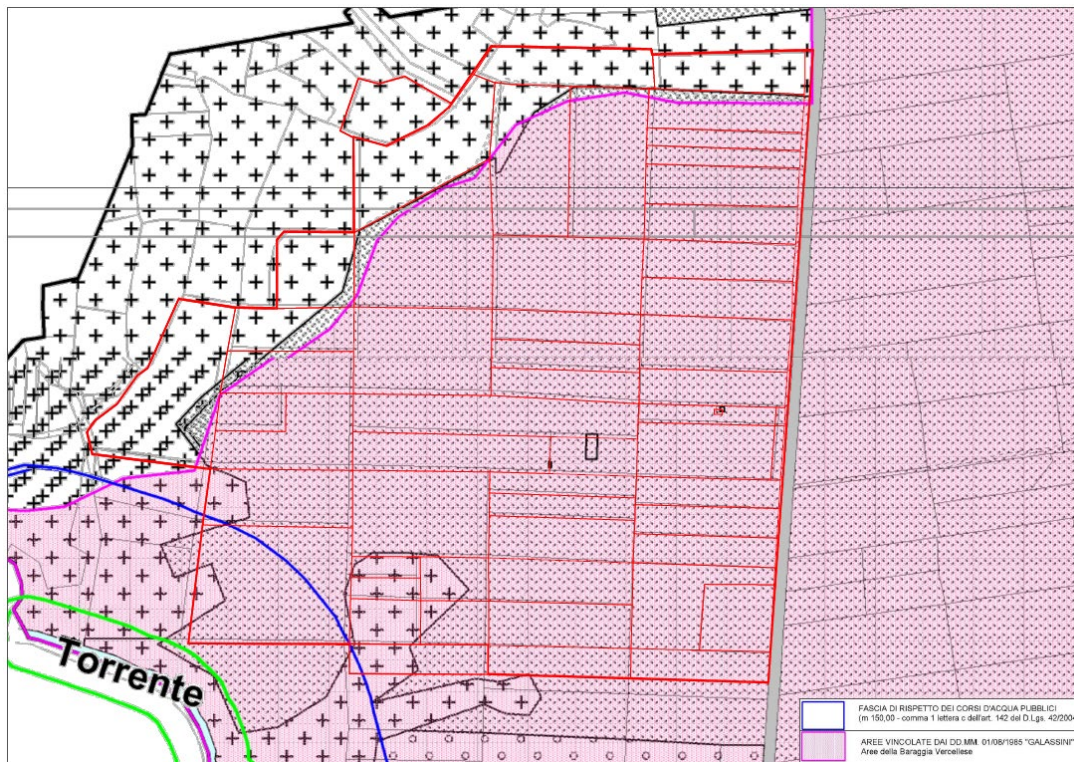 Torrente
FASCIA DI RISPETTO DEI CORSI D'ACQUA PUBBLICI
(m 150,00 - comma 1 lettera c dell'art. 142 del D.Lgs. 42/2004
AREE VINCOLATE DAI DD.MM. 01/08/1985 "GALASSINI"
Aree della Baraggia Vercellese